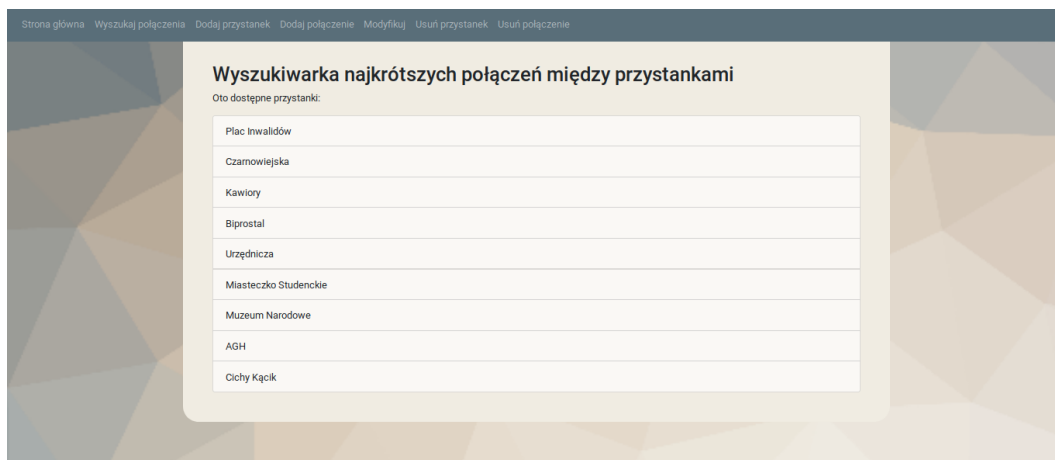 Strona główna Wyszukaj połączenia Dodaj przystanek Dodaj połączenie Modyfikuj Usuń przystanek Usuń połączenie
Wyszukiwarka najkrótszych połączeń między przystankami
Oto dostępne przystanki:
Plac Inwalidów
Czarnowiejska
Kawiory
Biprostal
Urzędnicza
Miasteczko Studenckie
Muzeum Narodowe
AGH
Cichy Kącik